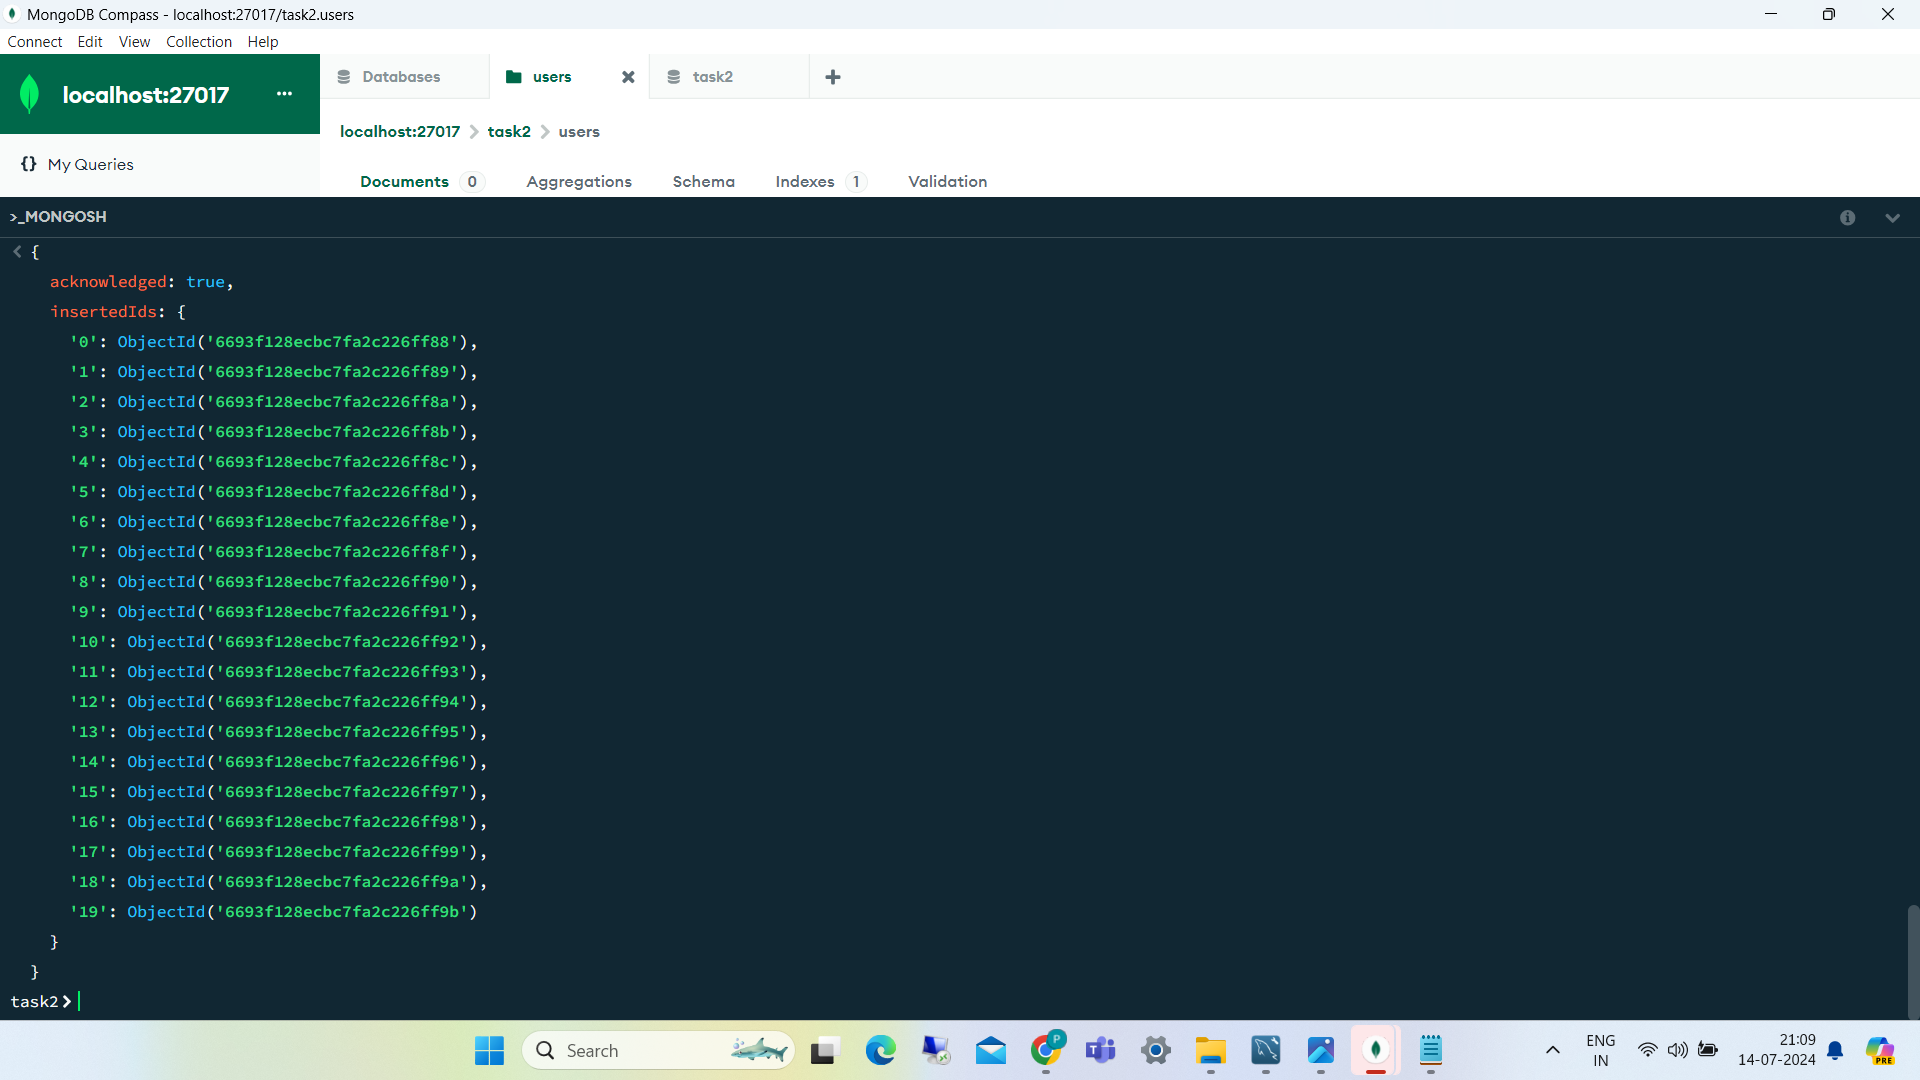 MongoDB Compass - localhost:27017/task2.users
Connect Edit View Collection Help
localhost:27017 ...
Databases users task2
localhost:27017 > task2 > users
{} My Queries
Documents 0 Aggregations Schema Indexes 1 Validation
>_MONGOSH
< {
acknowledged: true,
insertedIds: {
'0': ObjectId('6693f128ecbc7fa2c226ff88'),
'1': ObjectId('6693f128ecbc7fa2c226ff89'),
'2': ObjectId('6693f128ecbc7fa2c226ff8a'),
'3': ObjectId('6693f128ecbc7fa2c226ff8b'),
'4': ObjectId('6693f128ecbc7fa2c226ff8c'),
'5': ObjectId('6693f128ecbc7fa2c226ff8d'),
'6': ObjectId('6693f128ecbc7fa2c226ff8e'),
'7': ObjectId('6693f128ecbc7fa2c226ff8f'),
'8': ObjectId('6693f128ecbc7fa2c226ff90'),
'9': ObjectId('6693f128ecbc7fa2c226ff91'),
'10': ObjectId('6693f128ecbc7fa2c226ff92'),
'11': ObjectId('6693f128ecbc7fa2c226ff93'),
'12': ObjectId('6693f128ecbc7fa2c226ff94'),
'13': ObjectId('6693f128ecbc7fa2c226ff95'),
'14': ObjectId('6693f128ecbc7fa2c226ff96'),
'15': ObjectId('6693f128ecbc7fa2c226ff97'),
'16': ObjectId('6693f128ecbc7fa2c226ff98'),
'17': ObjectId('6693f128ecbc7fa2c226ff99'),
'18': ObjectId('6693f128ecbc7fa2c226ff9a'),
'19': ObjectId('6693f128ecbc7fa2c226ff9b')
}
}
task2>
Search P ENG 21:09
IN 14-07-2024 PRE